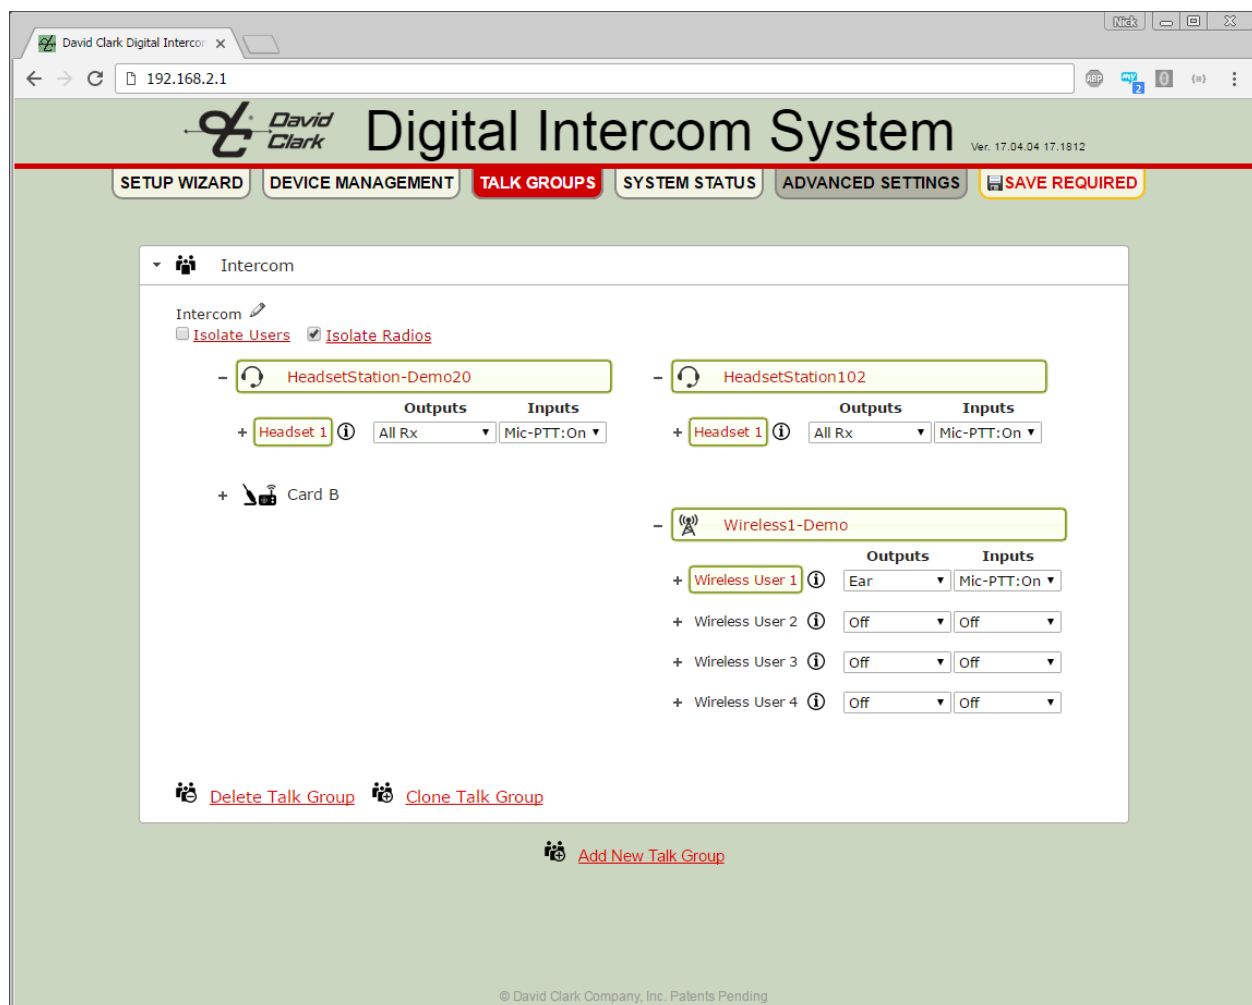 Nick
David Clark Digital Intercor
192.168.2.1
ABP
2
David Clark
Digital Intercom System
Ver. 17.04.04 17.1812
SETUP WIZARD DEVICE MANAGEMENT TALK GROUPS SYSTEM STATUS ADVANCED SETTINGS SAVE REQUIRED
Intercom
Intercom
Isolate Users Isolate Radios
HeadsetStation-Demo20
Outputs Inputs
Headset 1 All Rx Mic-PTT:On
Card B
HeadsetStation102
Outputs Inputs
Headset 1 All Rx Mic-PTT:On
Wireless1-Demo
Outputs Inputs
Wireless User 1 Ear Mic-PTT:On
Wireless User 2 Off Off
Wireless User 3 Off Off
Wireless User 4 Off Off
Delete Talk Group Clone Talk Group
Add New Talk Group
© David Clark Company, Inc. Patents Pending